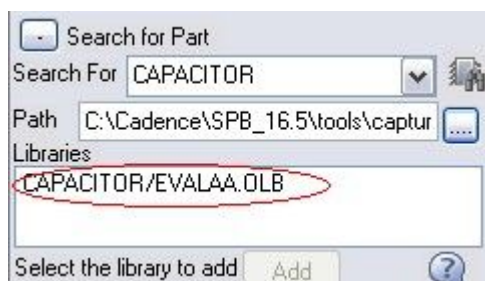 Search for Part
Search For CAPACITOR
Path C:\Cadence\SPB_16.5\tools\captur ....
Libraries
CAPACITOR/EVALAA.OLB
Select the library to add Add ?